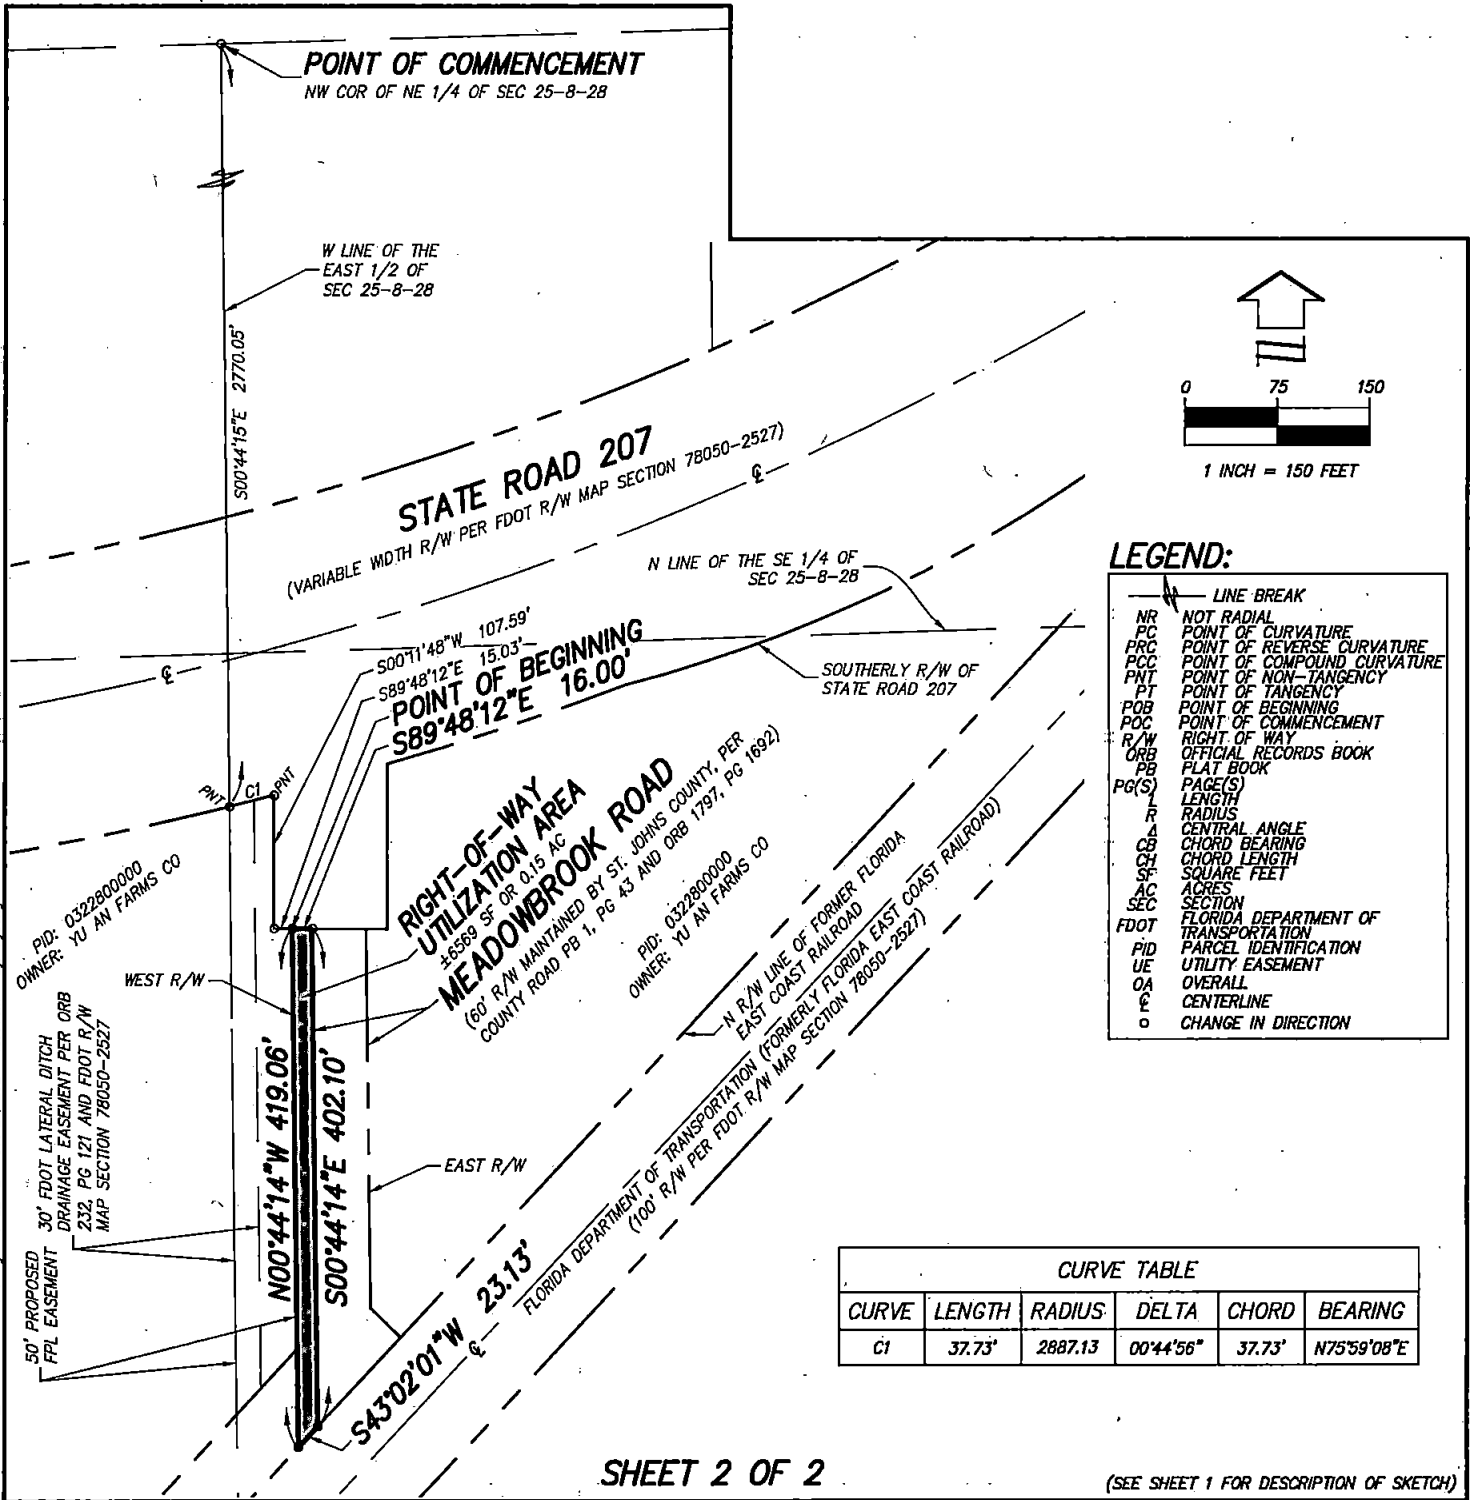 POINT OF COMMENCEMENT
NW COR OF NE 1/4 OF SEC 25-8-28
W LINE OF THE
EAST 1/2 OF
SEC 25-8-28
S00°44'15"E 2770.05'
0 75 150
1 INCH = 150 FEET
STATE ROAD 207
(VARIABLE WIDTH R/W PER FDOT R/W MAP SECTION 78050-2527)
℄
N LINE OF THE SE 1/4 OF
SEC 25-8-28
℄
SOUTHERLY R/W OF
STATE ROAD 207
S00°11'48"W 107.59'
S89°48'12"E 15.03'
POINT OF BEGINNING
S89°48'12"E 16.00'
PNT
C1
PNT
PID: 0322800000
OWNER: YU AN FARMS CO
RIGHT-OF-WAY
UTILIZATION AREA
±6569 SF OR 0.15 AC
MEADOWBROOK ROAD
(60' R/W MAINTAINED BY ST. JOHNS COUNTY, PER
COUNTY ROAD PB 1, PG 43 AND ORB 1797, PG 1692)
PID: 0322800000
OWNER: YU AN FARMS CO
WEST R/W
EAST R/W
N R/W LINE OF FORMER FLORIDA
EAST COAST RAILROAD
FLORIDA DEPARTMENT OF TRANSPORTATION (FORMERLY FLORIDA EAST COAST RAILROAD)
(100' R/W PER FDOT R/W MAP SECTION 78050-2527)
30' FDOT LATERAL DITCH
DRAINAGE EASEMENT PER ORB
232, PG 121 AND FDOT R/W
MAP SECTION 78050-2527
50' PROPOSED
FPL EASEMENT
N00°44'14"W 419.06'
S00°44'14"E 402.10'
S43°02'01"W 23.13'
℄
LEGEND:
LINE BREAK
NR NOT RADIAL
PC POINT OF CURVATURE
PRC POINT OF REVERSE CURVATURE
PCC POINT OF COMPOUND CURVATURE
PNT POINT OF NON-TANGENCY
PT POINT OF TANGENCY
POB POINT OF BEGINNING
POC POINT OF COMMENCEMENT
R/W RIGHT OF WAY
ORB OFFICIAL RECORDS BOOK
PB PLAT BOOK
PG(S) PAGE(S)
L LENGTH
R RADIUS
Δ CENTRAL ANGLE
CB CHORD BEARING
CH CHORD LENGTH
SF SQUARE FEET
AC ACRES
SEC SECTION
FDOT FLORIDA DEPARTMENT OF
TRANSPORTATION
PID PARCEL IDENTIFICATION
UE UTILITY EASEMENT
OA OVERALL
℄ CENTERLINE
o CHANGE IN DIRECTION
CURVE TABLE
CURVE LENGTH RADIUS DELTA CHORD BEARING
C1 37.73' 2887.13 00°44'56" 37.73' N75°59'08"E
SHEET 2 OF 2
(SEE SHEET 1 FOR DESCRIPTION OF SKETCH)